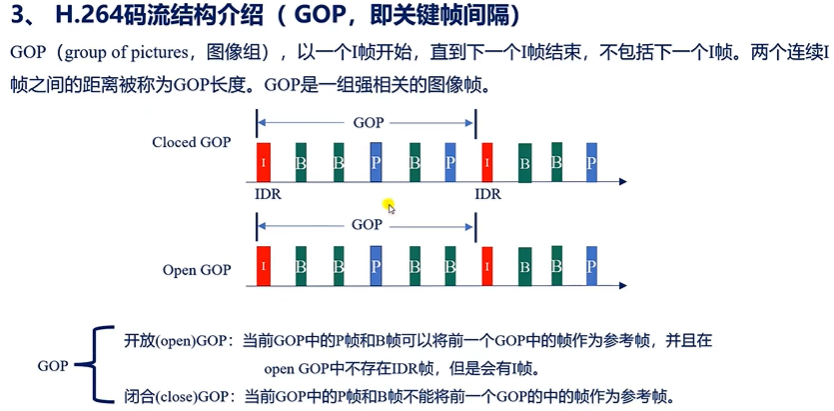 3、 H.264码流结构介绍（ GOP，即关键帧间隔）
GOP（group of pictures，图像组），以一个I帧开始，直到下一个I帧结束，不包括下一个I帧。两个连续I
帧之间的距离被称为GOP长度。GOP是一组强相关的图像帧。
GOP
Cloced GOP
I B B P B P I B B P
IDR IDR
GOP
Open GOP
I B B P B B I B B P
开放(open)GOP：当前GOP中的P帧和B帧可以将前一个GOP中的帧作为参考帧，并且在
open GOP中不存在IDR帧，但是会有I帧。
GOP
闭合(close)GOP：当前GOP中的P帧和B帧不能将前一个GOP的中的帧作为参考帧。